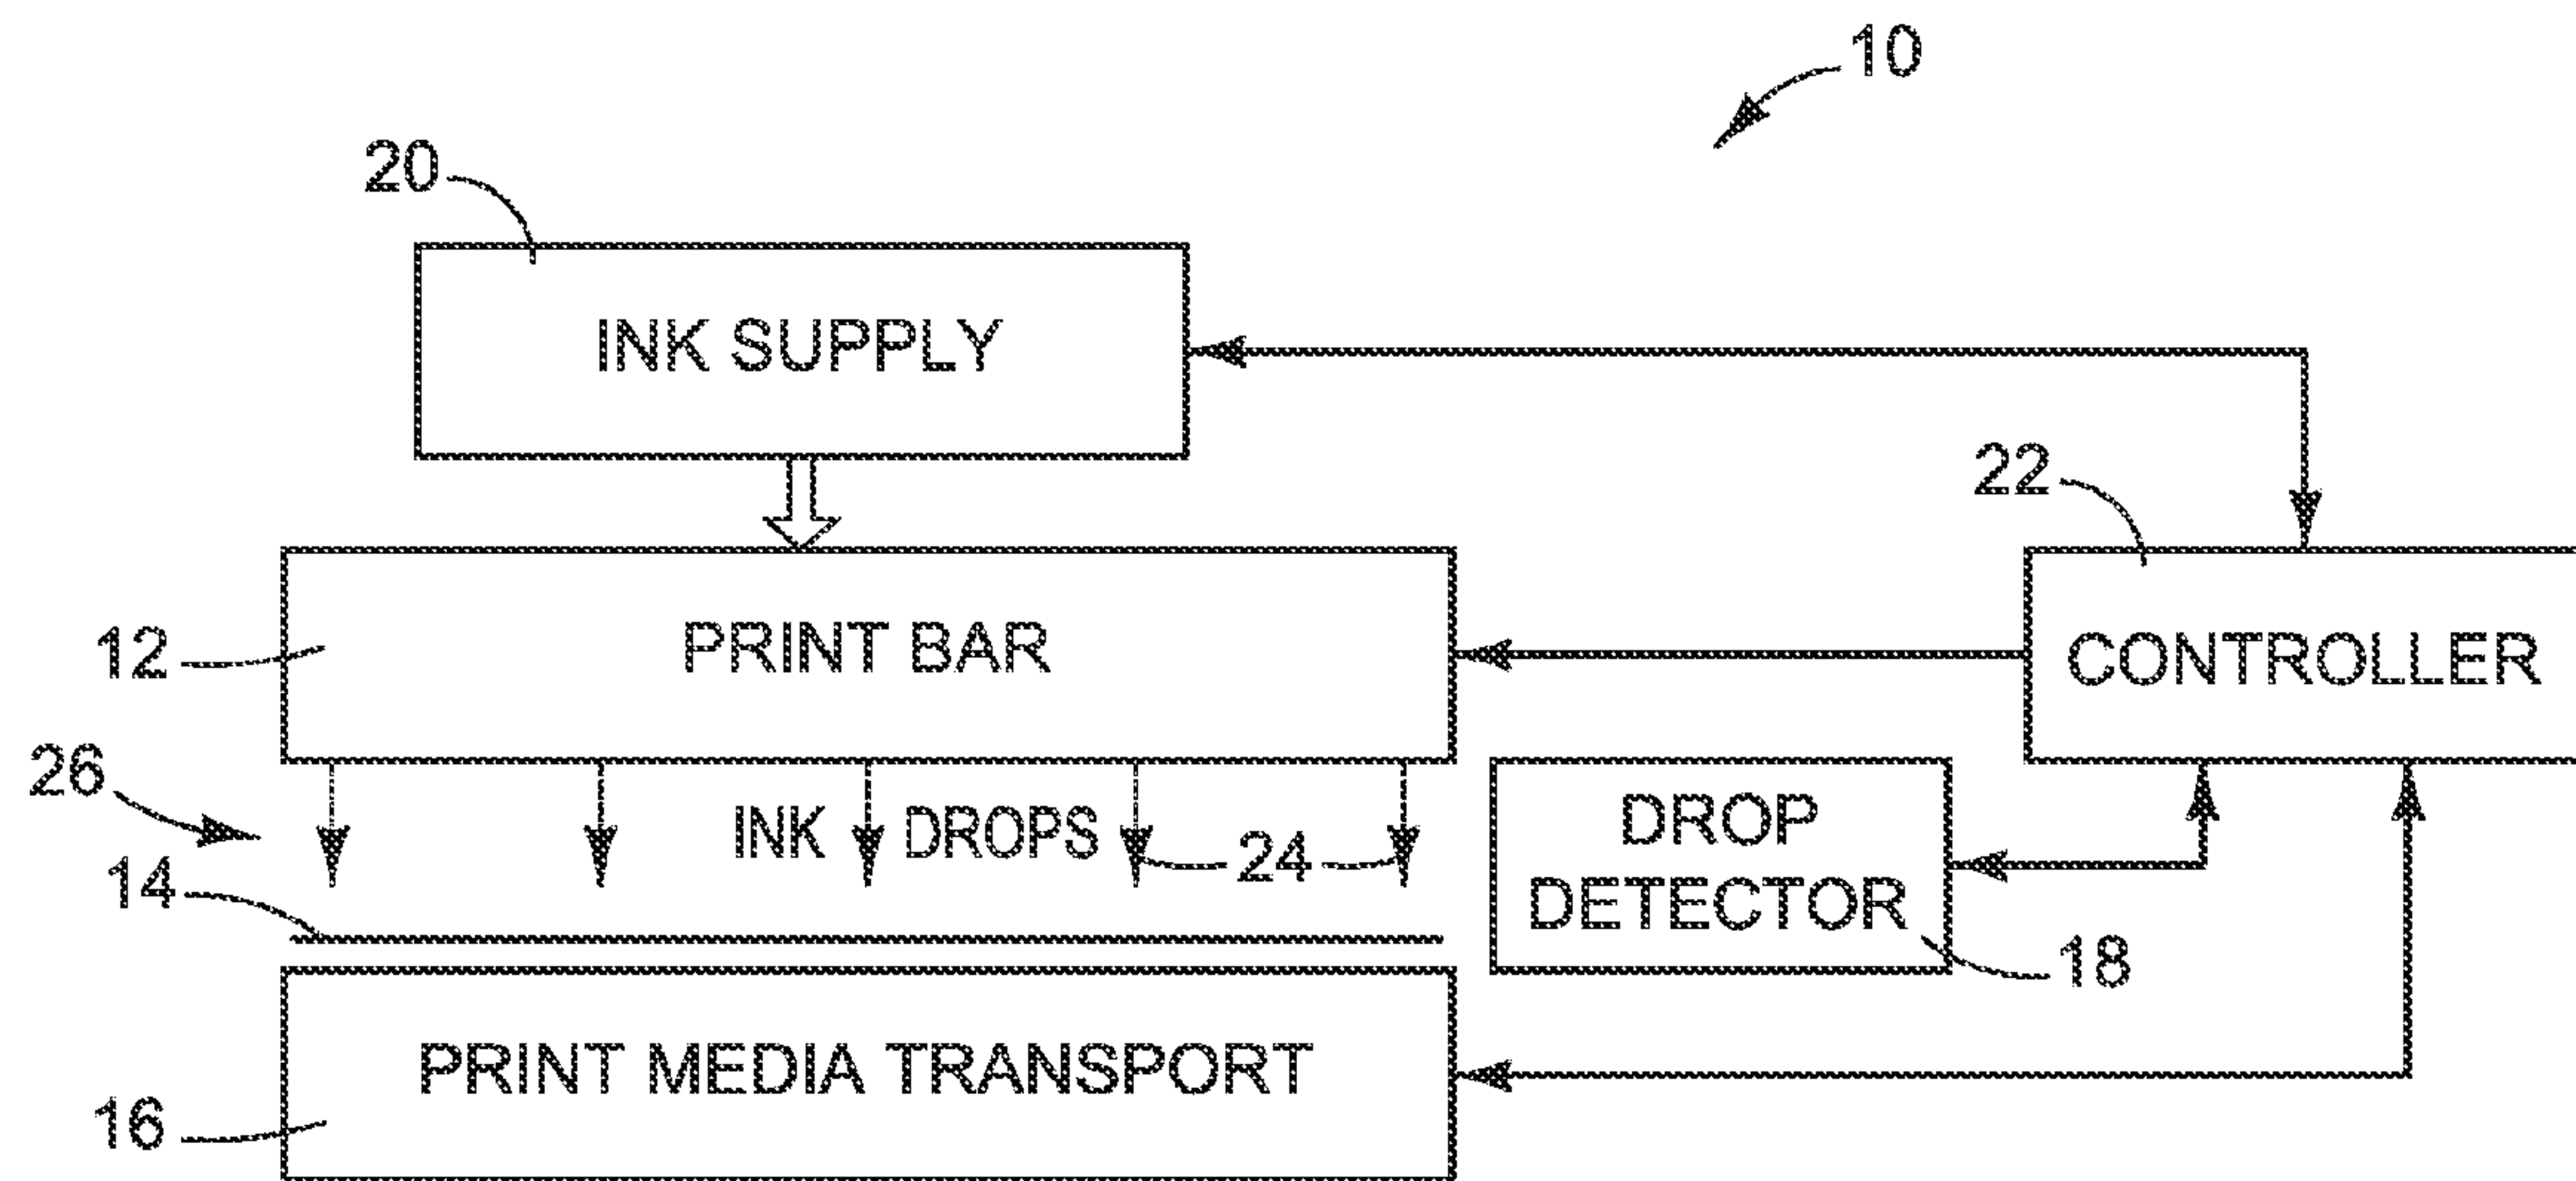 10
20
INK SUPPLY
22
12
PRINT BAR
CONTROLLER
26
INK DROPS
24
14
DROP
DETECTOR
18
PRINT MEDIA TRANSPORT
16